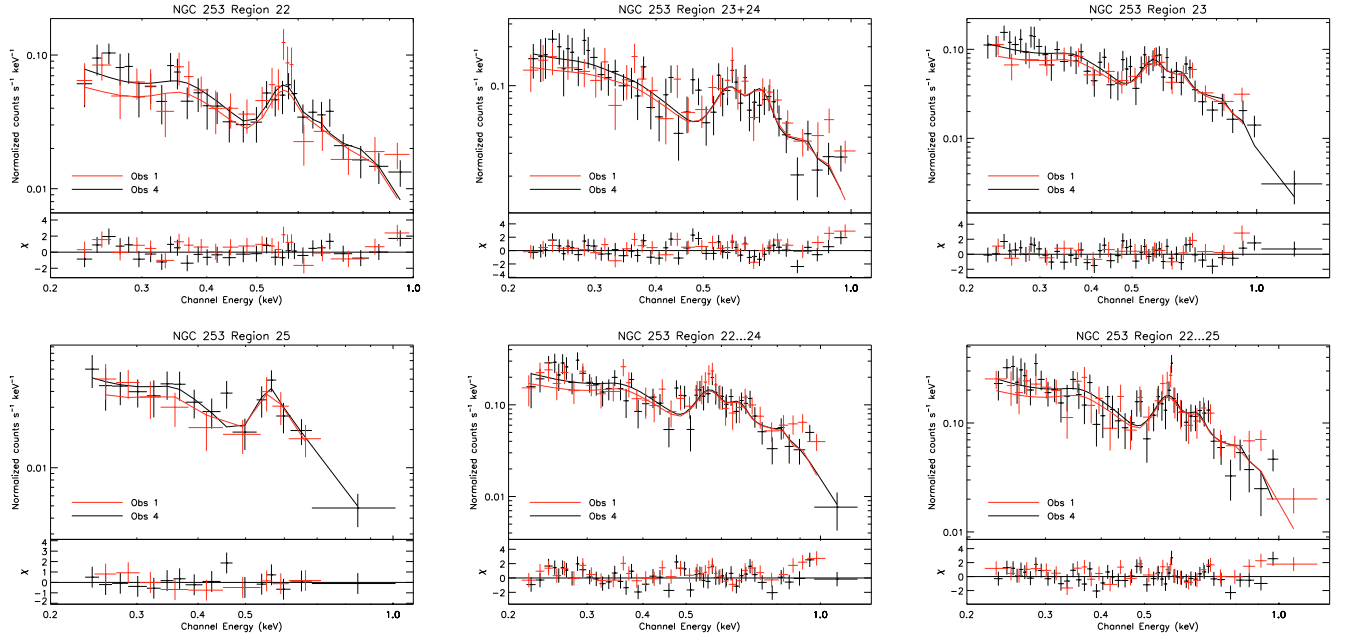 NGC 253 Region 22
Normalized counts s⁻¹ keV⁻¹
0.10
0.01
Obs 1
Obs 4
χ
4
2
0
−2
0.2
0.3
0.4
0.5
1.0
Channel Energy (keV)
NGC 253 Region 23+24
Normalized counts s⁻¹ keV⁻¹
0.1
Obs 1
Obs 4
χ
4
2
0
−2
−4
0.2
0.3
0.4
0.5
1.0
Channel Energy (keV)
NGC 253 Region 23
Normalized counts s⁻¹ keV⁻¹
0.10
0.01
Obs 1
Obs 4
χ
4
2
0
−2
0.2
0.3
0.4
0.5
1.0
Channel Energy (keV)
NGC 253 Region 25
Normalized counts s⁻¹ keV⁻¹
0.01
Obs 1
Obs 4
χ
4
3
2
1
0
−1
−2
0.2
0.3
0.4
0.5
1.0
Channel Energy (keV)
NGC 253 Region 22...24
Normalized counts s⁻¹ keV⁻¹
0.10
0.01
Obs 1
Obs 4
χ
4
2
0
−2
0.2
0.3
0.4
0.5
1.0
Channel Energy (keV)
NGC 253 Region 22...25
Normalized counts s⁻¹ keV⁻¹
0.10
0.01
Obs 1
Obs 4
χ
4
2
0
−2
0.2
0.3
0.4
0.5
1.0
Channel Energy (keV)